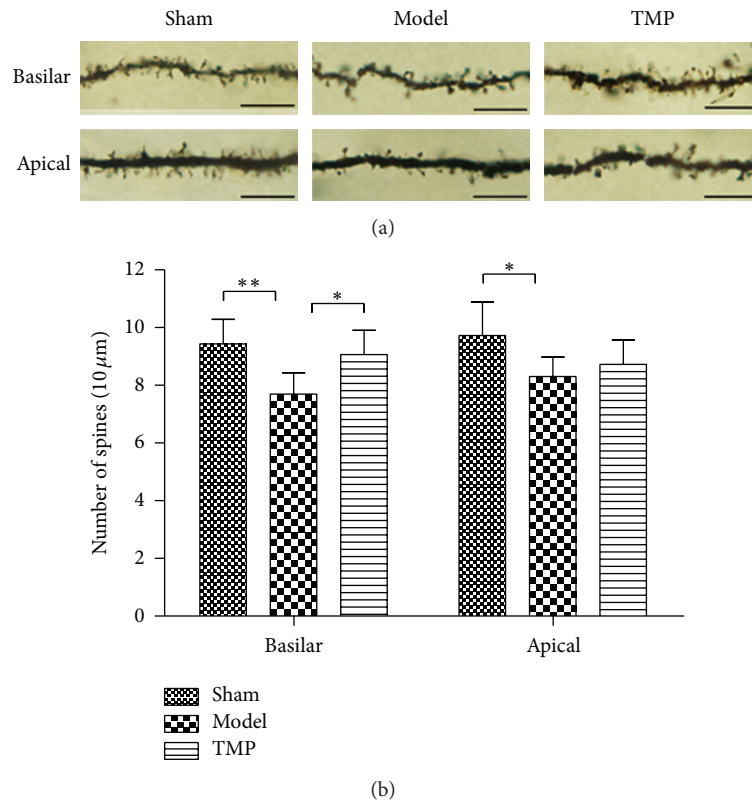 Sham Model TMP
Basilar
Apical
(a)
12
10
8
6
4
2
0
Number of spines (10 μm)
** * *
Basilar Apical
Sham
Model
TMP
(b)